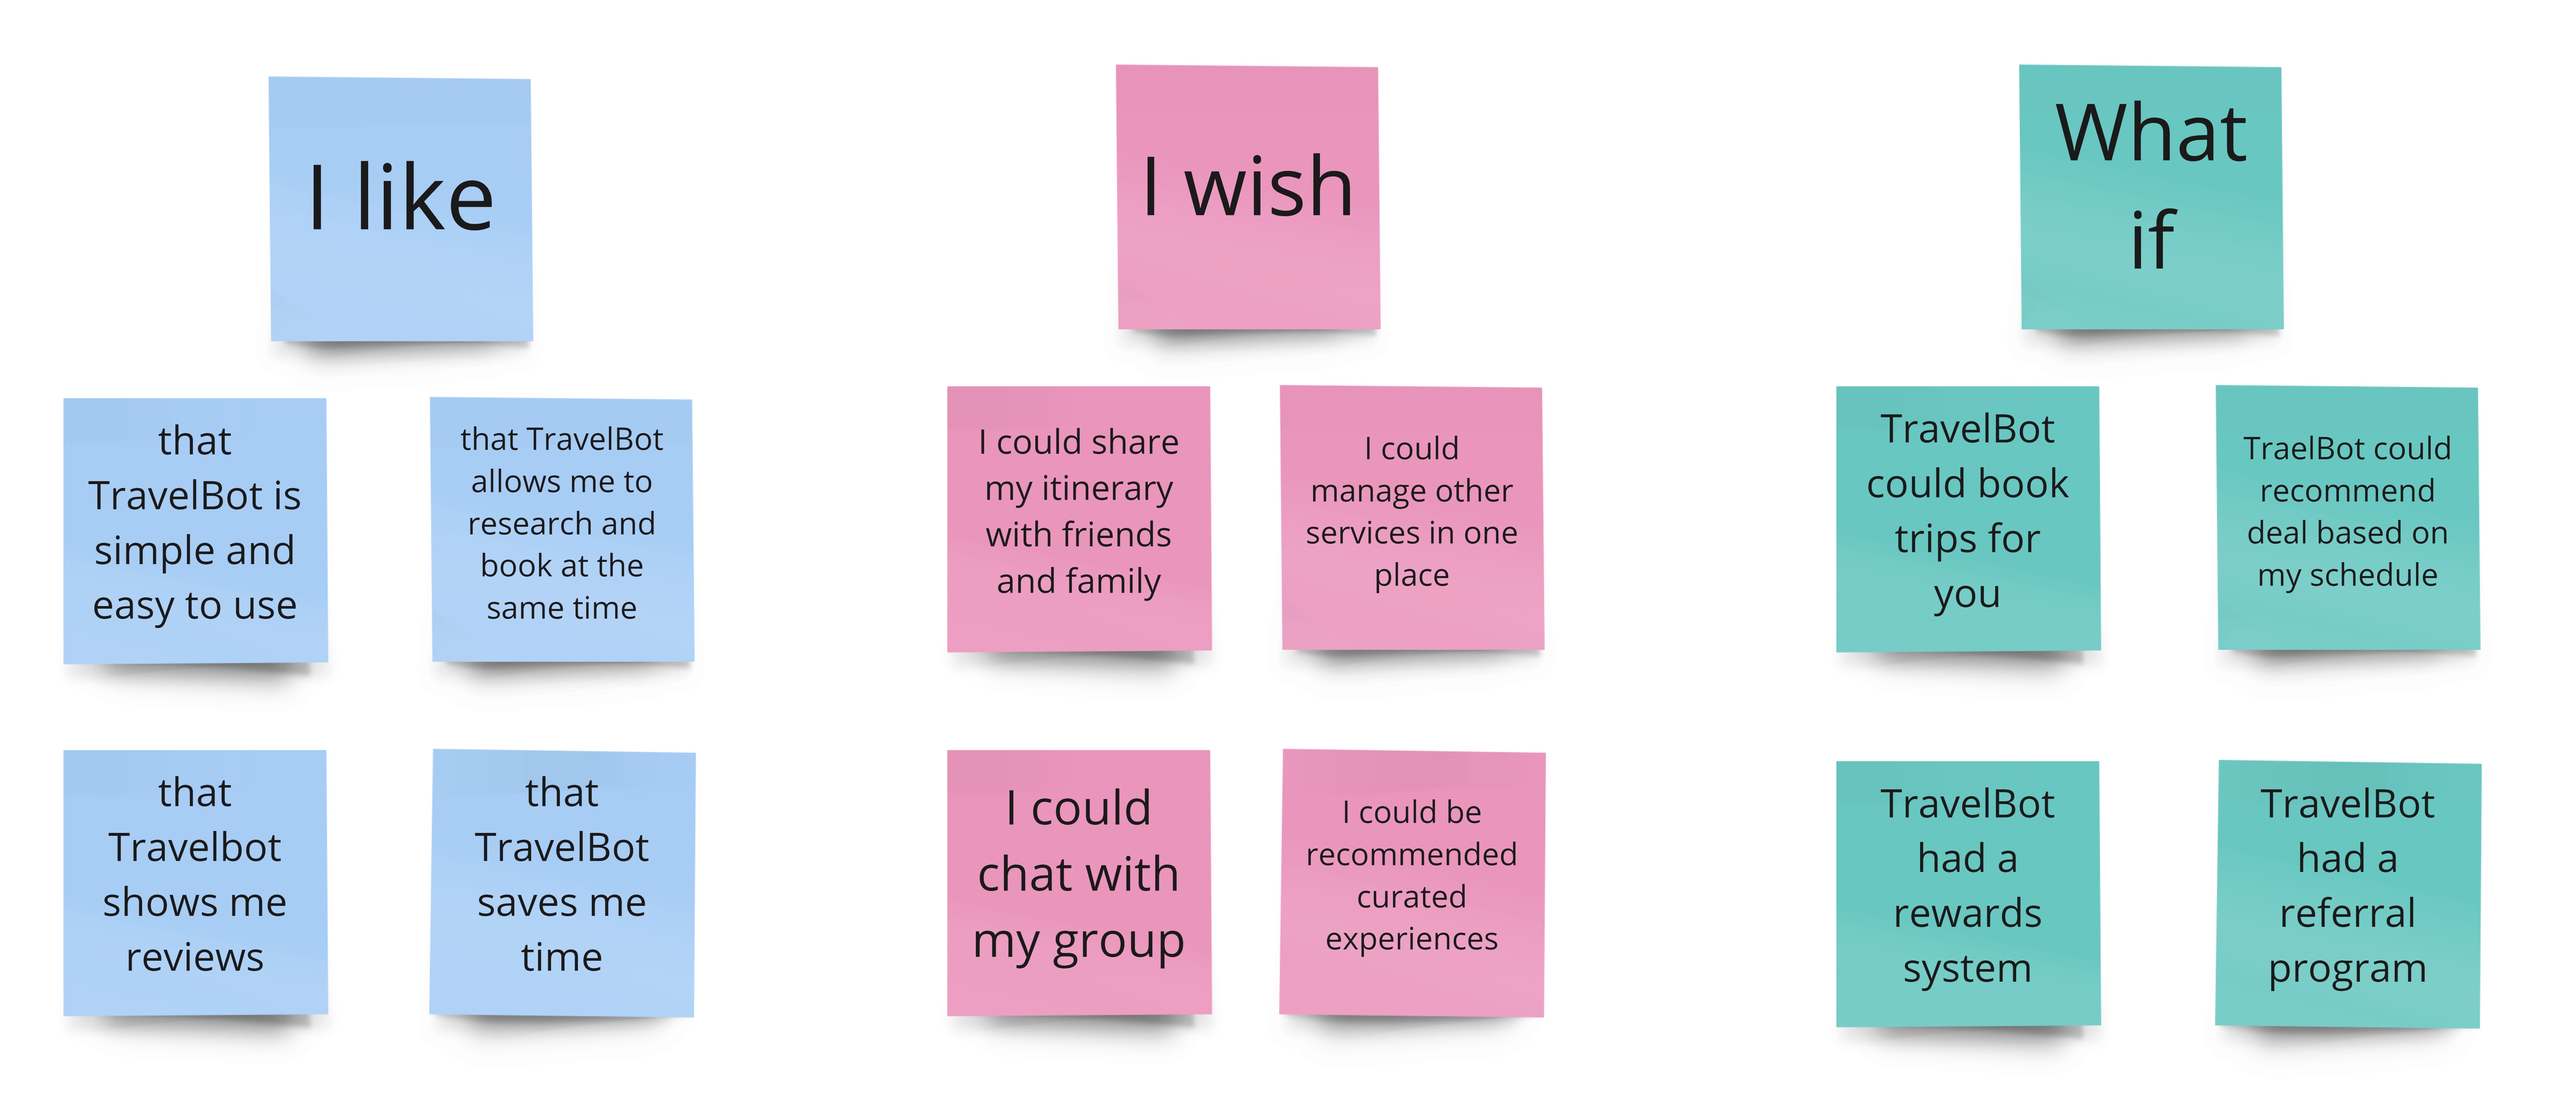 I like
that
TravelBot is
simple and
easy to use
that TravelBot
allows me to
research and
book at the
same time
that
Travelbot
shows me
reviews
that
TravelBot
saves me
time
I wish
I could share
my itinerary
with friends
and family
I could
manage other
services in one
place
I could
chat with
my group
I could be
recommended
curated
experiences
What
if
TravelBot
could book
trips for
you
TraelBot could
recommend
deal based on
my schedule
TravelBot
had a
rewards
system
TravelBot
had a
referral
program